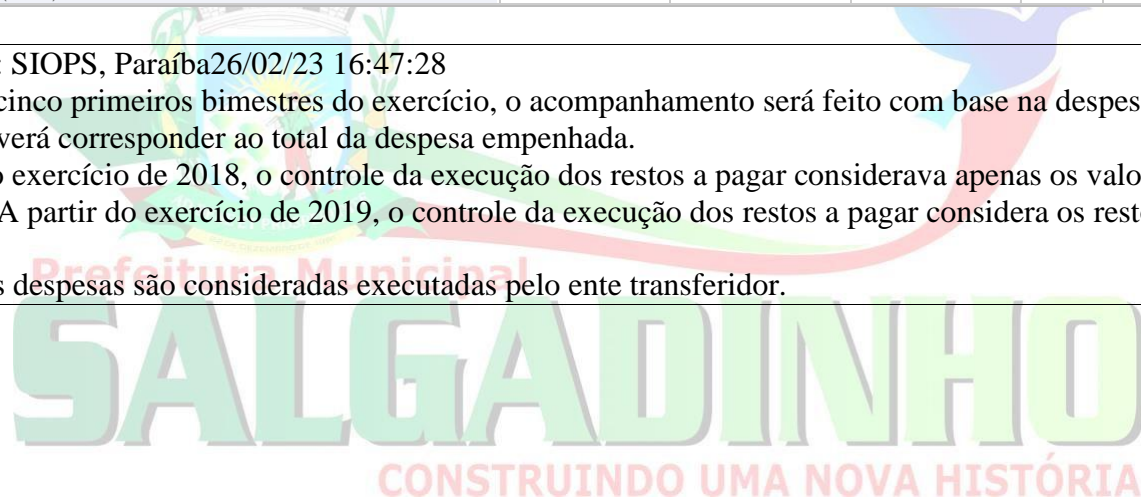 : SIOPS, Paraíba26/02/23 16:47:28
cinco primeiros bimestres do exercício, o acompanhamento será feito com base na despes
verá corresponder ao total da despesa empenhada.
o exercício de 2018, o controle da execução dos restos a pagar considerava apenas os valo
A partir do exercício de 2019, o controle da execução dos restos a pagar considera os rest
Prefeitura Municipal
s despesas são consideradas executadas pelo ente transferidor.
SALGADINHO
CONSTRUINDO UMA NOVA HISTÓRIA